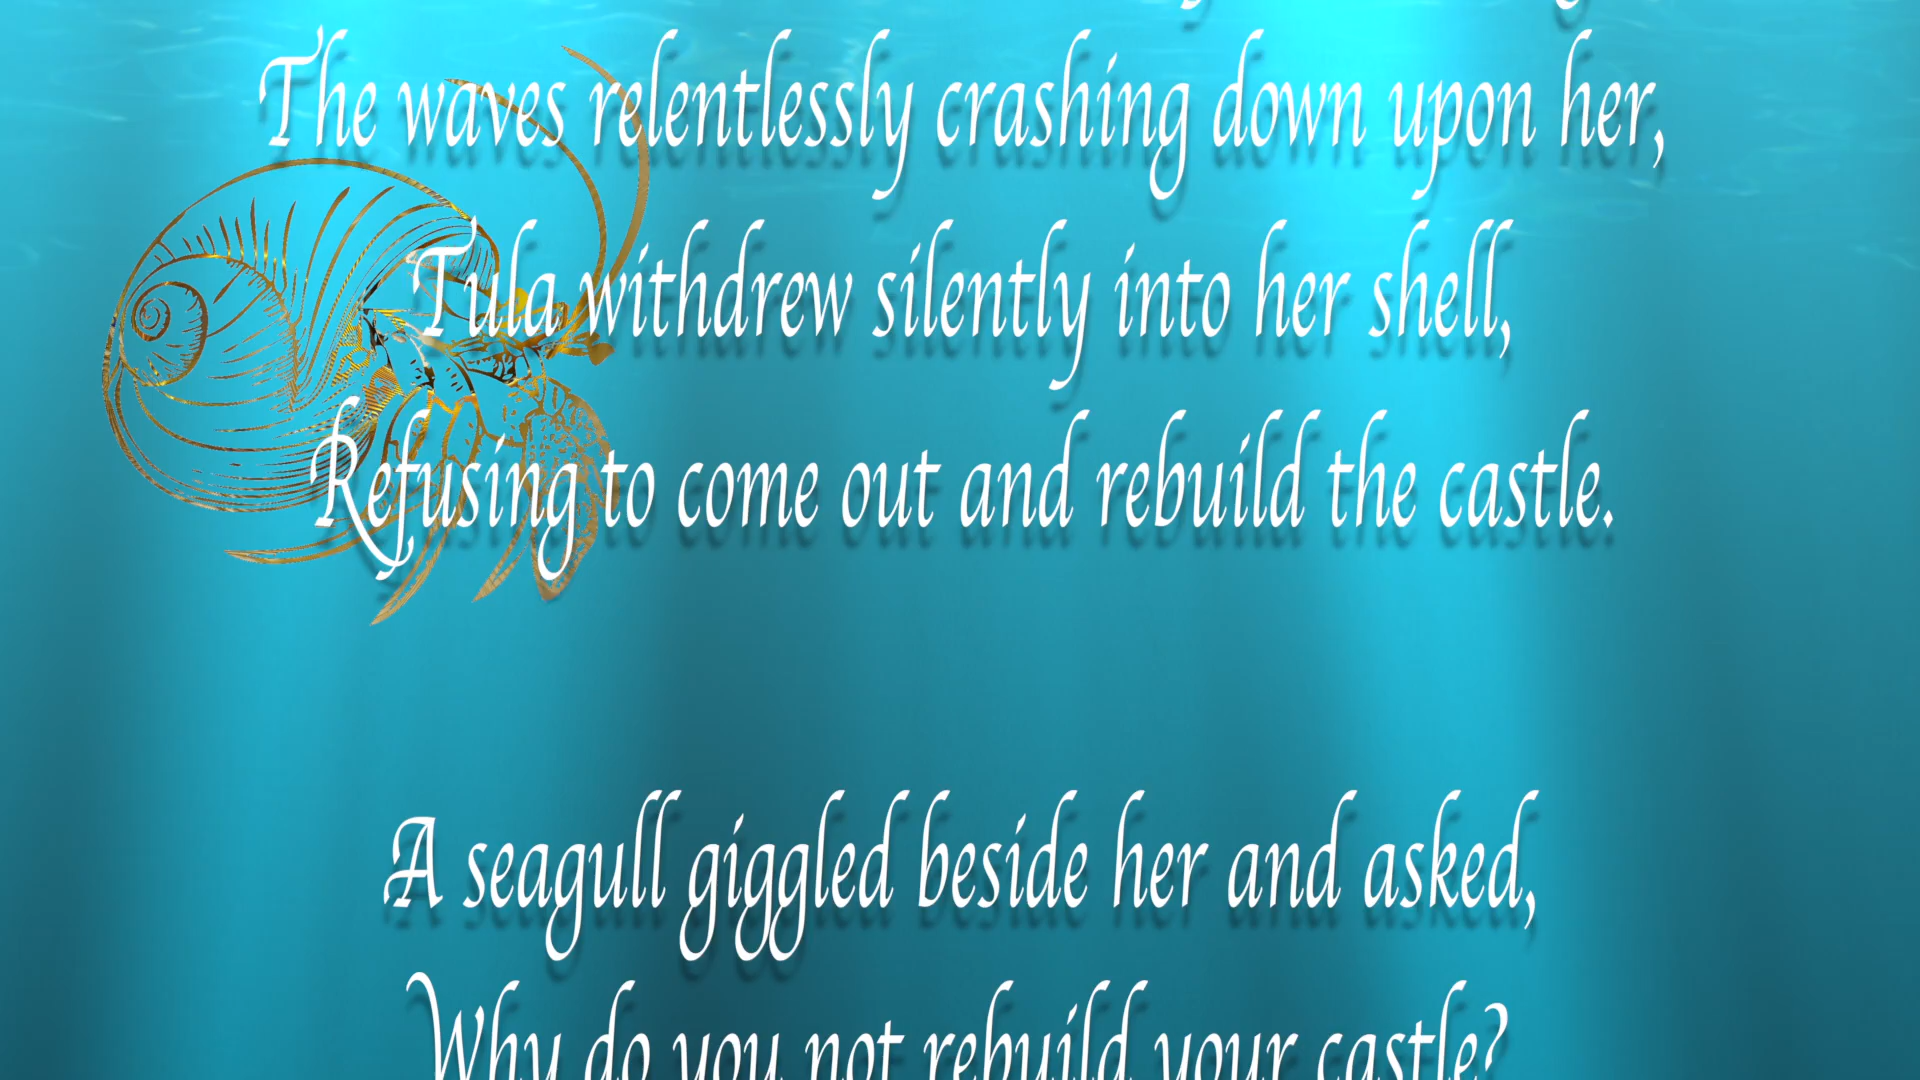 The waves relentlessly crashing down upon her,
Tula withdrew silently into her shell,
Refusing to come out and rebuild the castle.
A seagull giggled beside her and asked,
Why do you not rebuild your castle?